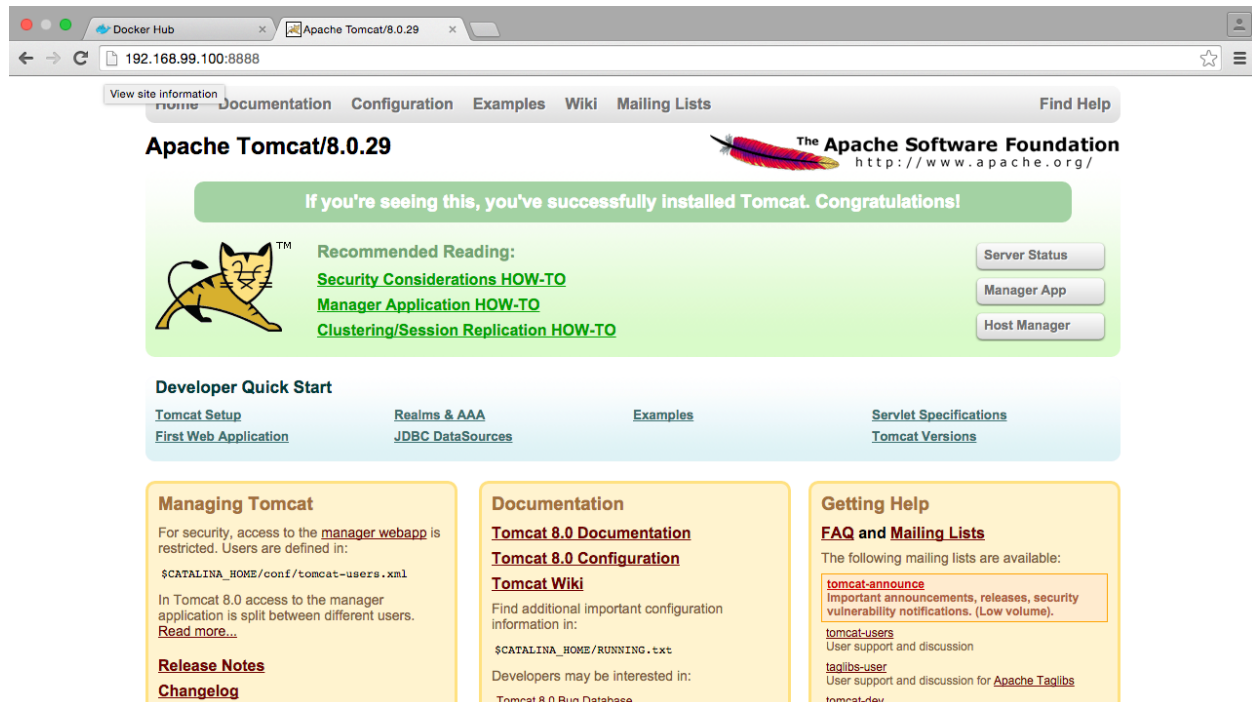 Docker Hub
Apache Tomcat/8.0.29
192.168.99.100:8888
View site information
Home Documentation Configuration Examples Wiki Mailing Lists Find Help
Apache Tomcat/8.0.29
The Apache Software Foundation
http://www.apache.org/
If you're seeing this, you've successfully installed Tomcat. Congratulations!
TM
Recommended Reading:
Security Considerations HOW-TO
Manager Application HOW-TO
Clustering/Session Replication HOW-TO
Server Status
Manager App
Host Manager
Developer Quick Start
Tomcat Setup
First Web Application
Realms & AAA
JDBC DataSources
Examples
Servlet Specifications
Tomcat Versions
Managing Tomcat
For security, access to the manager webapp is
restricted. Users are defined in:
$CATALINA_HOME/conf/tomcat-users.xml
In Tomcat 8.0 access to the manager
application is split between different users.
Read more...
Release Notes
Changelog
Documentation
Tomcat 8.0 Documentation
Tomcat 8.0 Configuration
Tomcat Wiki
Find additional important configuration
information in:
$CATALINA_HOME/RUNNING.txt
Developers may be interested in:
Tomcat 8.0 Bug Database
Getting Help
FAQ and Mailing Lists
The following mailing lists are available:
tomcat-announce
Important announcements, releases, security
vulnerability notifications. (Low volume).
tomcat-users
User support and discussion
taglibs-user
User support and discussion for Apache Taglibs
tomcat-dev